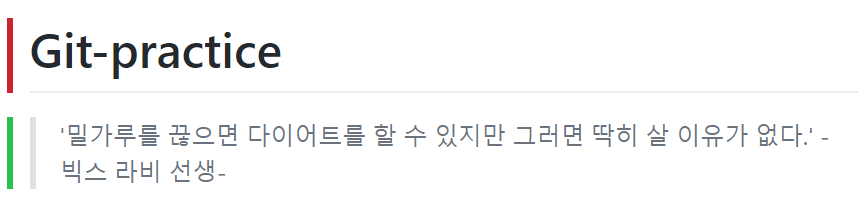 Git-practice
'밀가루를 끊으면 다이어트를 할 수 있지만 그러면 딱히 살 이유가 없다.' -
빅스 라비 선생-